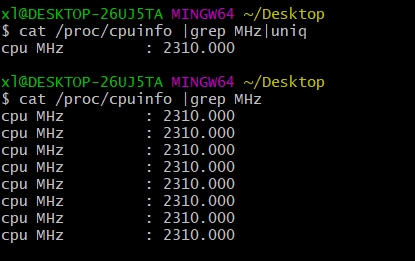 xl@DESKTOP-26UJ5TA MINGW64 ~/Desktop
$ cat /proc/cpuinfo |grep MHz|uniq
cpu MHz         : 2310.000

xl@DESKTOP-26UJ5TA MINGW64 ~/Desktop
$ cat /proc/cpuinfo |grep MHz
cpu MHz         : 2310.000
cpu MHz         : 2310.000
cpu MHz         : 2310.000
cpu MHz         : 2310.000
cpu MHz         : 2310.000
cpu MHz         : 2310.000
cpu MHz         : 2310.000
cpu MHz         : 2310.000